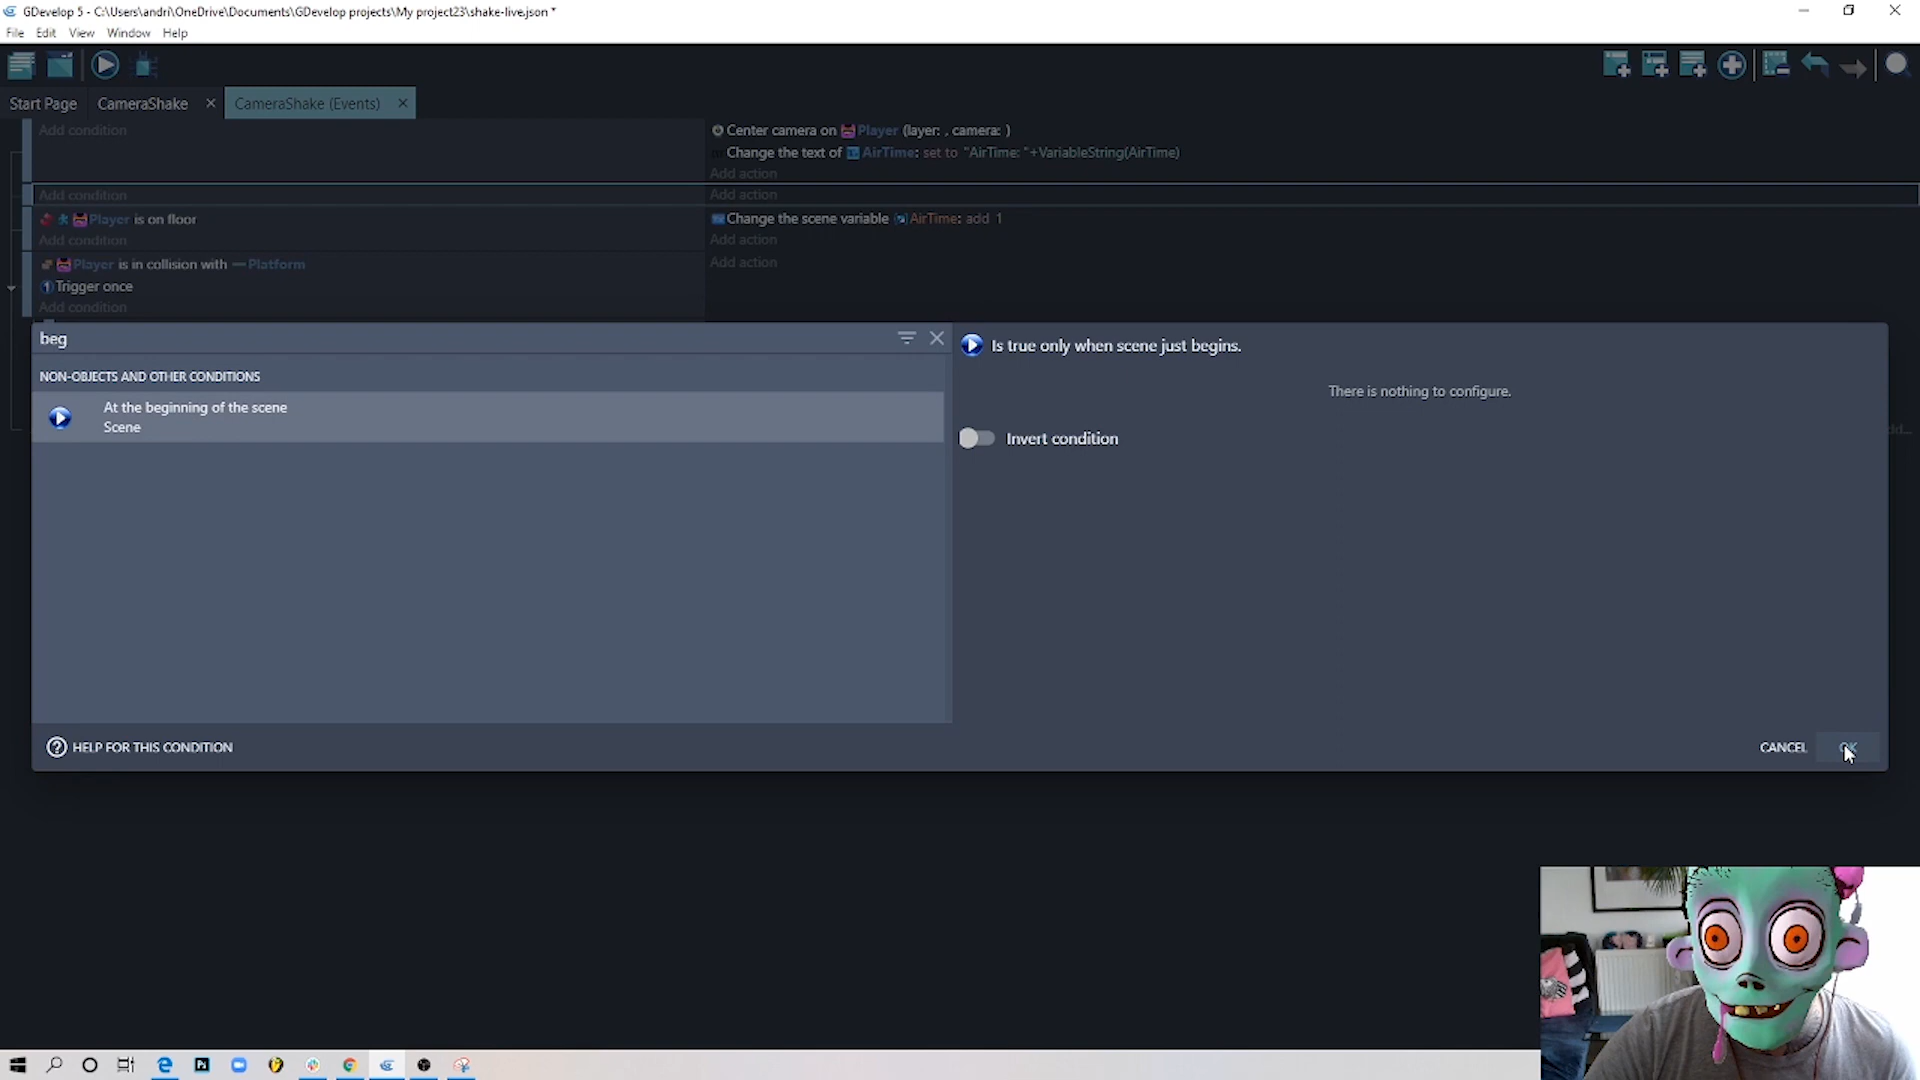 GDevelop 5 - C:\Users\andri\OneDrive\Documents\GDevelop projects\My project23\shake-live.json *
File Edit View Window Help
Start Page CameraShake × CameraShake (Events) ×
Add condition
Center camera on Player (layer: , camera: )
Change the text of AirTime: set to "AirTime: "+VariableString(AirTime)
Add action
Add condition
Add action
Player is on floor
Change the scene variable AirTime: add 1
Add condition
Add action
Player is in collision with Platform
Add action
Trigger once
Add condition
beg
Is true only when scene just begins.
NON-OBJECTS AND OTHER CONDITIONS
There is nothing to configure.
At the beginning of the scene
Scene
Invert condition
HELP FOR THIS CONDITION
CANCEL
OK